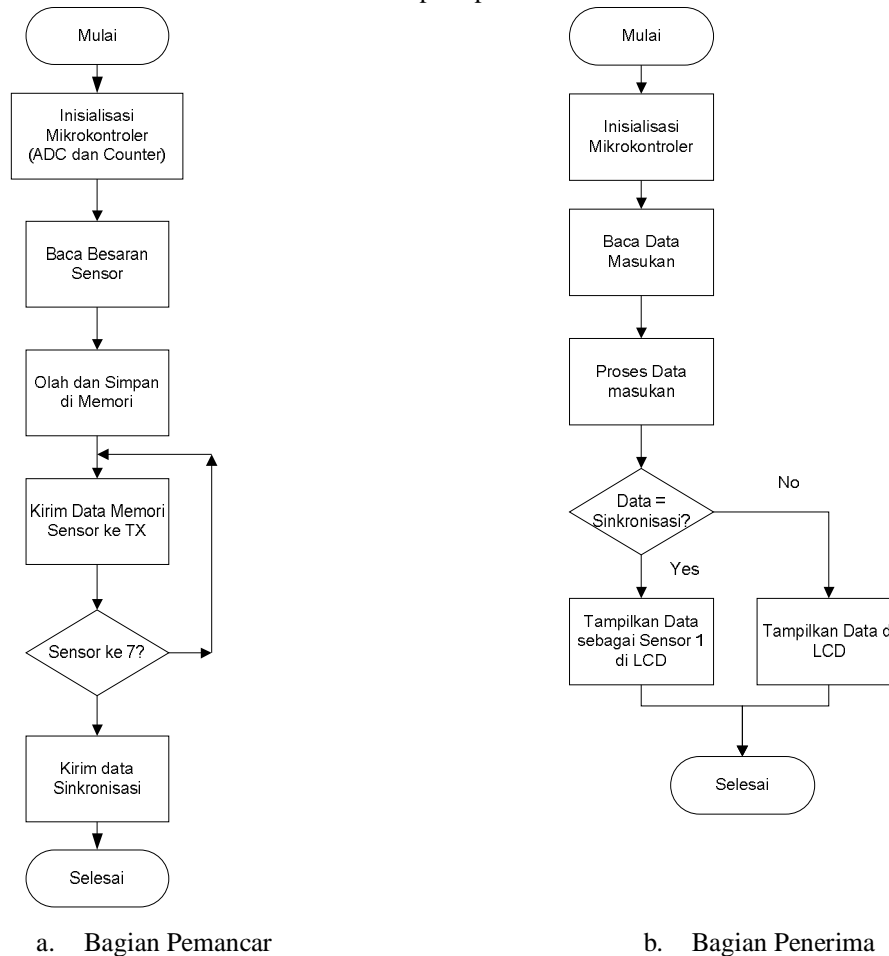 Mulai
Inisialisasi
Mikrokontroler
(ADC dan Counter)
Baca Besaran
Sensor
Olah dan Simpan
di Memori
Kirim Data Memori
Sensor ke TX
Sensor ke 7?
Kirim data
Sinkronisasi
Selesai
a. Bagian Pemancar
Mulai
Inisialisasi
Mikrokontroler
Baca Data
Masukan
Proses Data
masukan
Data =
Sinkronisasi?
No
Yes
Tampilkan Data
sebagai Sensor 1
di LCD
Tampilkan Data d
LCD
Selesai
b. Bagian Penerima